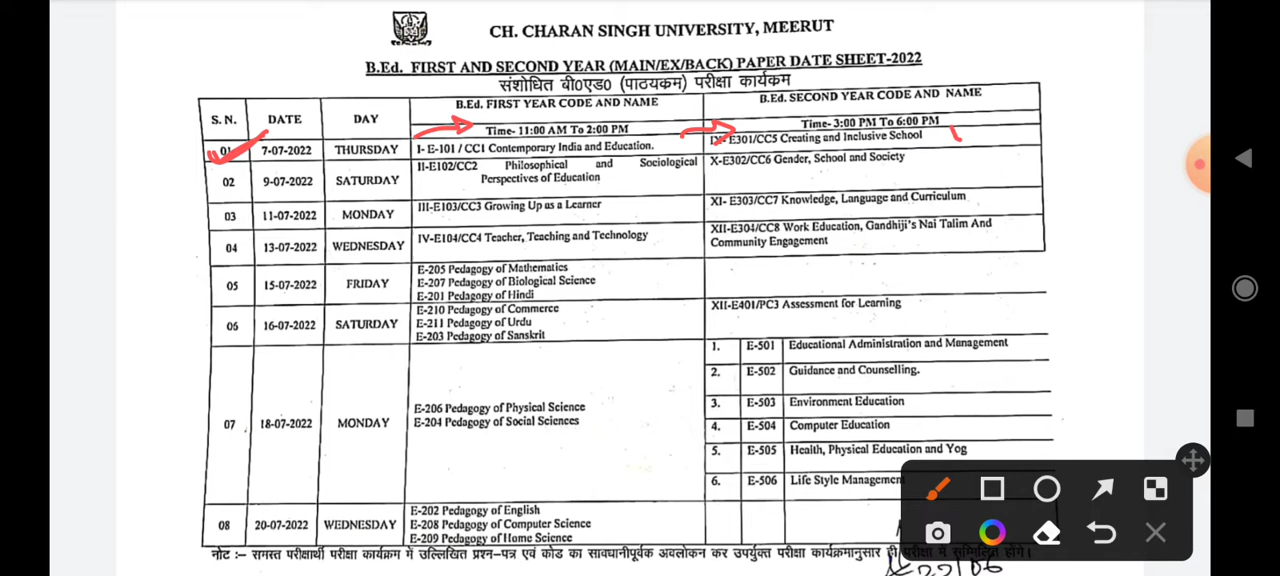 CH. CHARAN SINGH UNIVERSITY, MEERUT
B.Ed. FIRST AND SECOND YEAR (MAIN/EX/BACK) PAPER DATE SHEET-2022
संशोधित बी0एड0 (पाठयकम) परीक्षा कार्यकम
S. N.
DATE
DAY
B.Ed. FIRST YEAR CODE AND NAME
B.Ed. SECOND YEAR CODE AND NAME
Time- 11:00 AM To 2:00 PM
Time- 3:00 PM To 6:00 PM
01 7-07-2022 THURSDAY I- E-101 / CC1 Contemporary India and Education.
IX- E301/CC5 Creating and Inclusive School
02 9-07-2022 SATURDAY II-E102/CC2 Philosophical and Sociological
Perspectives of Education
X-E302/CC6 Gender, School and Society
03 11-07-2022 MONDAY III-E103/CC3 Growing Up as a Learner
XI- E303/CC7 Knowledge, Language and Curriculum
04 13-07-2022 WEDNESDAY IV-E104/CC4 Teacher, Teaching and Technology
XII-E304/CC8 Work Education, Gandhiji's Nai Talim And
Community Engagement
05 15-07-2022 FRIDAY E-205 Pedagogy of Mathematics
E-207 Pedagogy of Biological Science
E-201 Pedagogy of Hindi
06 16-07-2022 SATURDAY E-210 Pedagogy of Commerce
E-211 Pedagogy of Urdu
E-203 Pedagogy of Sanskrit
XII-E401/PC3 Assessment for Learning
07 18-07-2022 MONDAY E-206 Pedagogy of Physical Science
E-204 Pedagogy of Social Sciences
1. E-501 Educational Administration and Management
2. E-502 Guidance and Counselling.
3. E-503 Environment Education
4. E-504 Computer Education
5. E-505 Health, Physical Education and Yog
6. E-506 Life Style Management
08 20-07-2022 WEDNESDAY E-202 Pedagogy of English
E-208 Pedagogy of Computer Science
E-209 Pedagogy of Home Science
नोट :– समस्त परीक्षार्थी परीक्षा कार्यकम में उल्लिखित प्रश्न–पत्र एवं कोड का सावधानीपूर्वक अवलोकन कर उपर्युक्त परीक्षा कार्यकमानुसार ही परीक्षा में सम्मिलित होंगे।
22/06